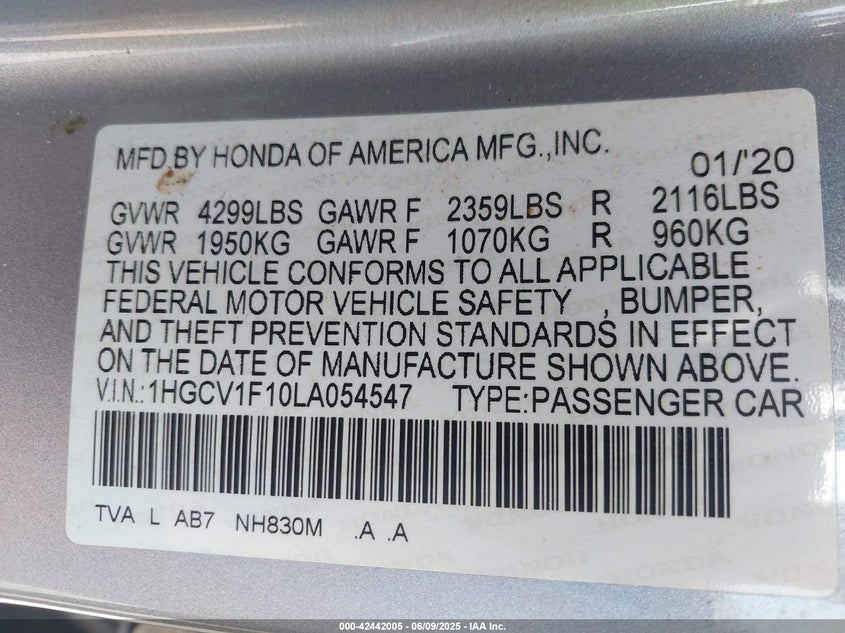 MFD.BY HONDA OF AMERICA MFG.,INC. 01/'20
GVWR 4299LBS GAWR F 2359LBS R 2116LBS
GVWR 1950KG GAWR F 1070KG R 960KG
THIS VEHICLE CONFORMS TO ALL APPLICABLE
FEDERAL MOTOR VEHICLE SAFETY , BUMPER,
AND THEFT PREVENTION STANDARDS IN EFFECT
ON THE DATE OF MANUFACTURE SHOWN ABOVE.
V.I.N.:1HGCV1F10LA054547 TYPE:PASSENGER CAR
TVA L AB7 NH830M .A .A
000-42442005 - 06/09/2025 - IAA Inc.